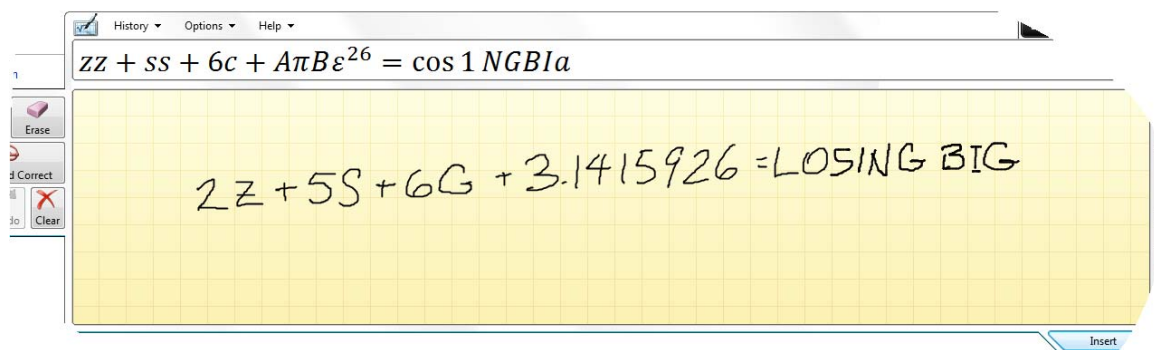 History Options Help
zz + ss + 6c + AπBε²⁶ = cos 1 NGBIa
Erase
d Correct
do Clear
2Z+5S+6G+3.1415926=LOSING BIG
Insert